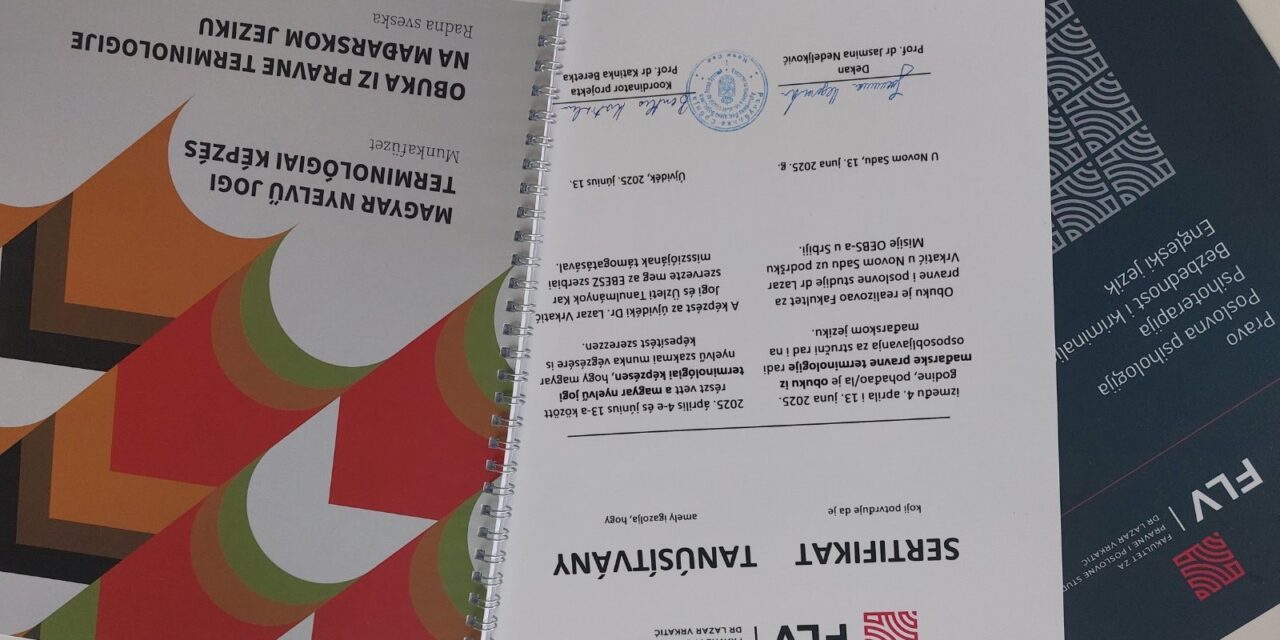 FLV
DR LAZAR VRKATIĆ
SERTIFIKAT
koji potvrđuje da je
između 4. aprila i 13. juna 2025.
godine, pohađao/la je obuku iz
mađarske pravne terminologije radi
osposobljavanja za stručni rad i na
mađarskom jeziku.
Obuku je realizovao Fakultet za
pravne i poslovne studije dr Lazar
Vrkatić u Novom Sadu uz podršku
Misije OEBS-a u Srbiji.
U Novom Sadu, 13. juna 2025. g.
Dekan
Prof. dr Jasmina Nedeljković
TANÚSÍTVÁNY
amely igazolja, hogy
2025. április 4-e és június 13-a között
részt vett a magyar nyelvű jogi
terminológiai képzésen, hogy magyar
nyelvű szakmai munka végzésére is
képesítést szerezzen.
A képzést az újvidéki Dr. Lazar Vrkatić
Jogi és Üzleti Tanulmányok Kar
szervezte meg az EBESZ szerbiai
missziójának támogatásával.
Újvidék, 2025. június 13.
Koordinator projekta
Prof. dr Katinka Beretka
MAGYAR NYELVŰ JOGI
TERMINOLÓGIAI KÉPZÉS
Munkafüzet
OBUKA IZ PRAVNE TERMINOLOGIJE
NA MAĐARSKOM JEZIKU
Radna sveska
FLV
FAKULTET ZA
PRAVNE I POSLOVNE
DR LAZAR VRKATIĆ
Pravo
Poslovna psihologija
Psihoterapija
Bezbednost i
Engleski jezik